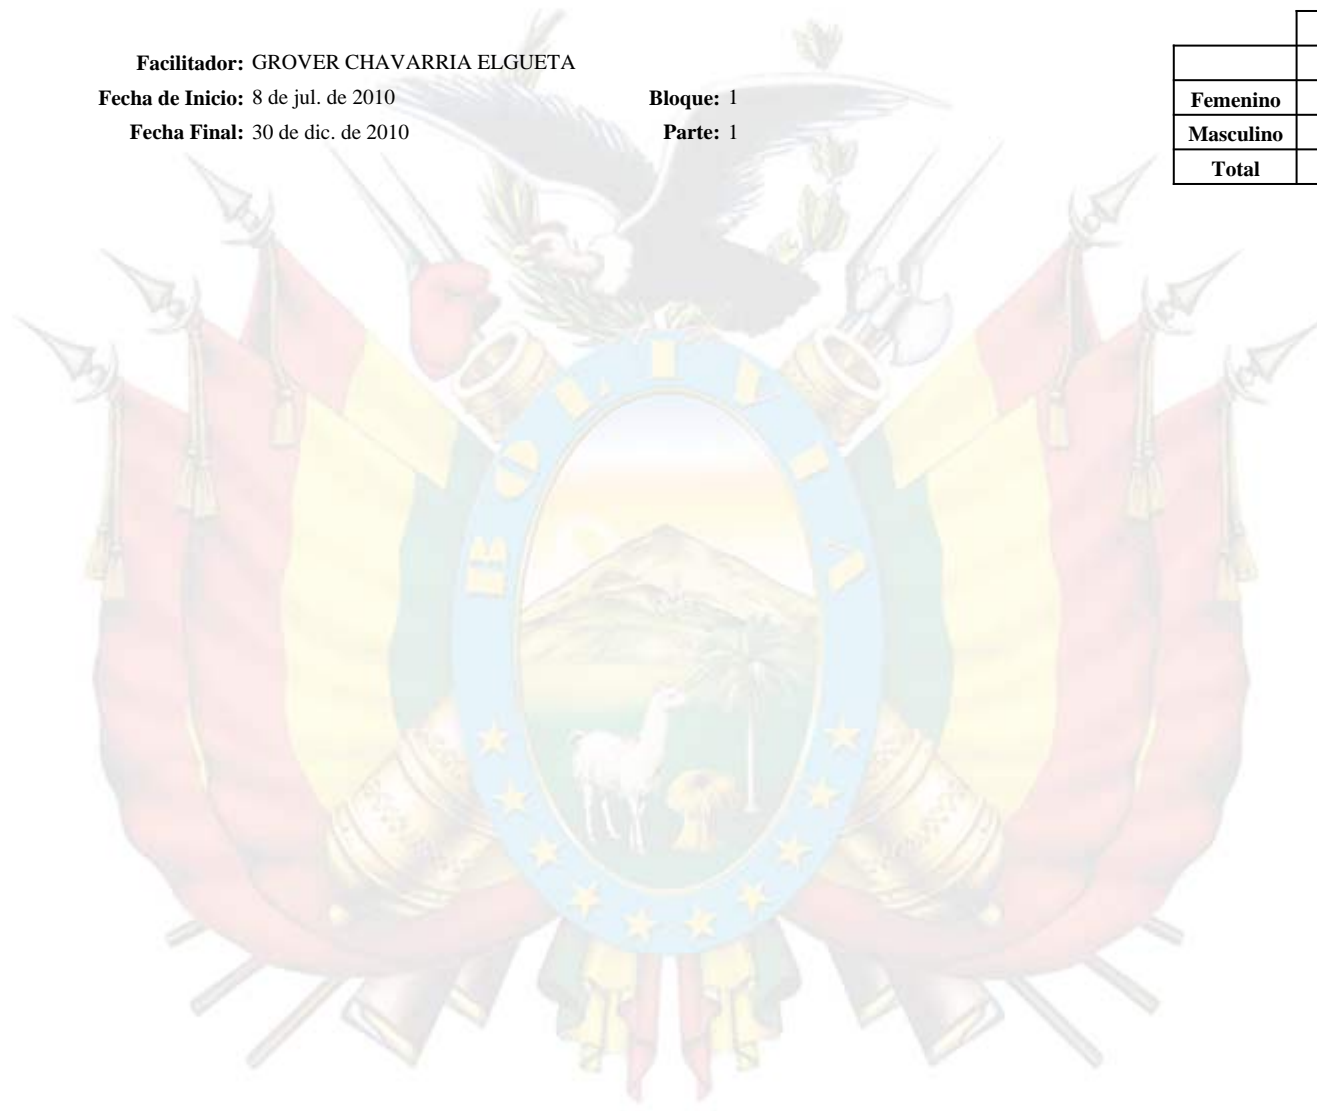 Facilitador: GROVER CHAVARRIA ELGUETA
Fecha de Inicio: 8 de jul. de 2010 Bloque: 1
Fecha Final: 30 de dic. de 2010 Parte: 1
Femenino
Masculino
Total
BOLIVIA